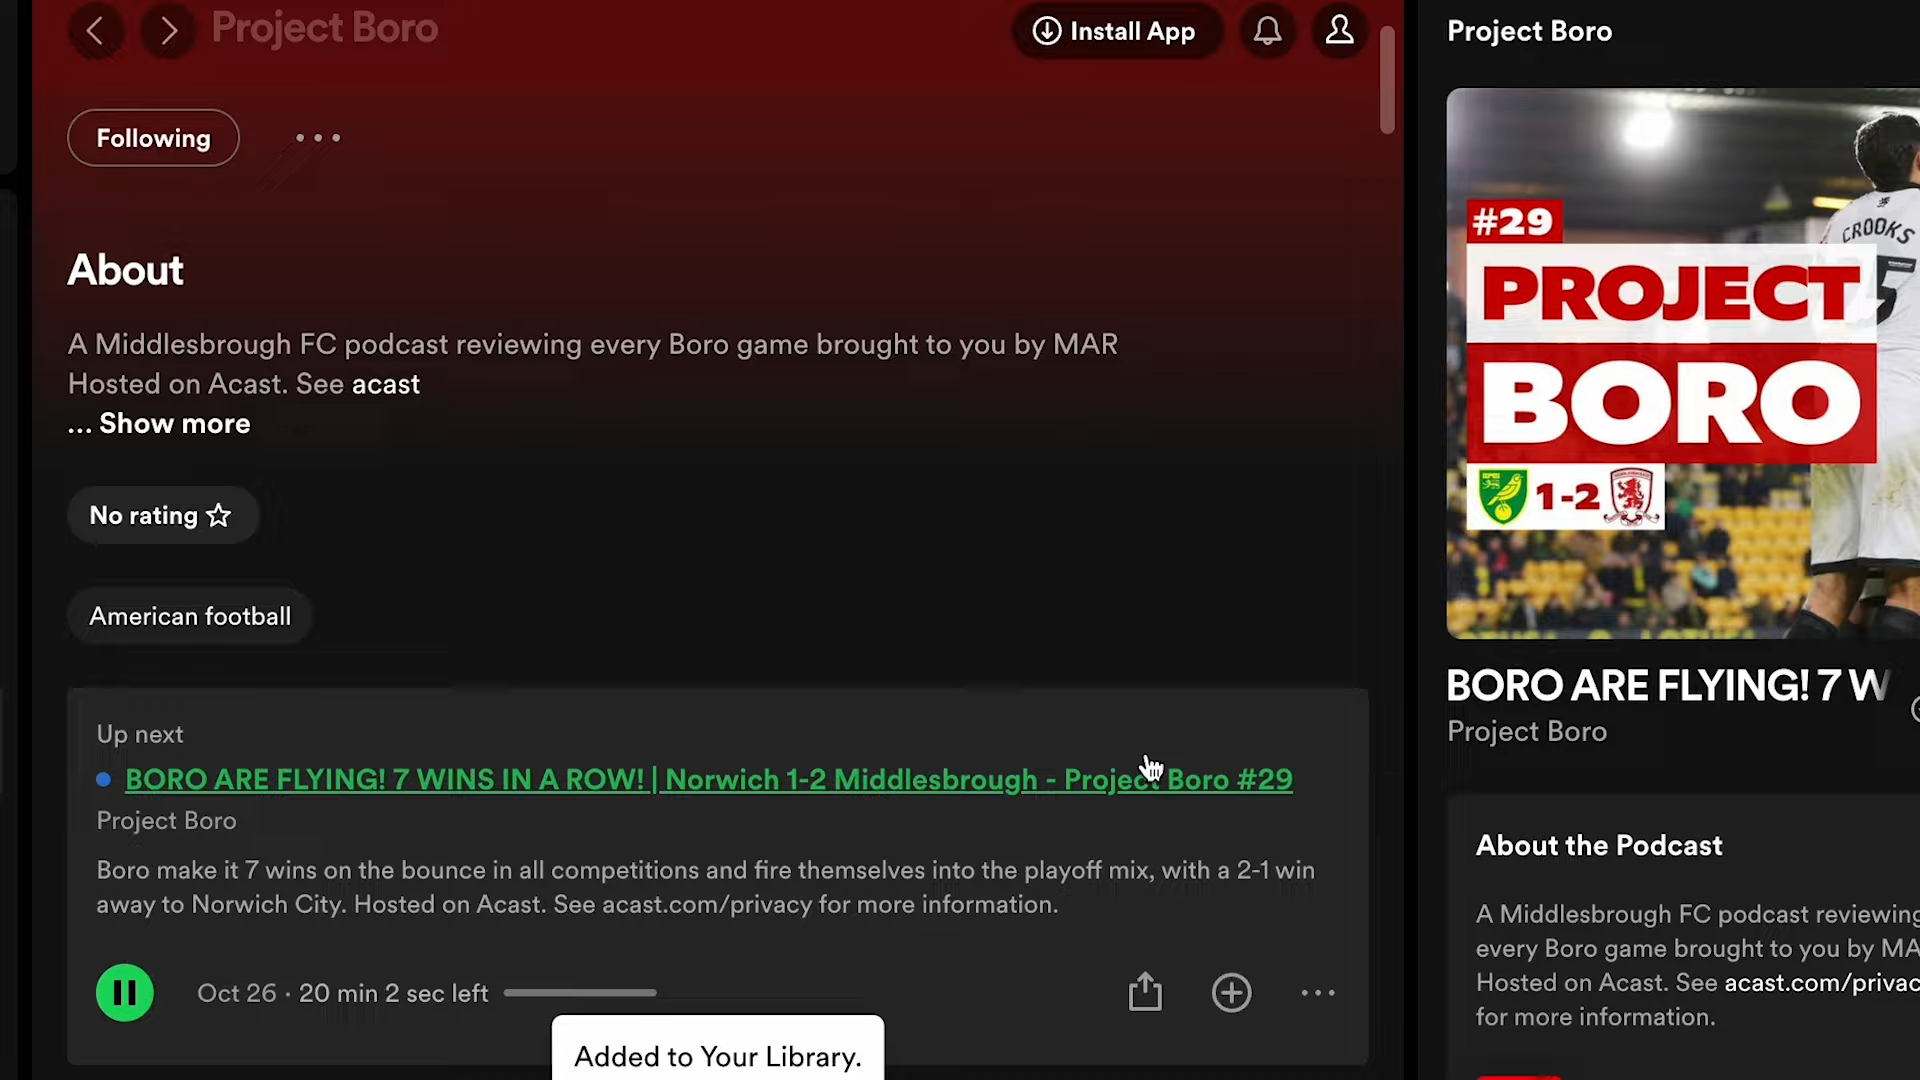 Project Boro
Install App
Following
About
A Middlesbrough FC podcast reviewing every Boro game brought to you by MAR
Hosted on Acast. See acast
... Show more
No rating
American football
Up next
BORO ARE FLYING! 7 WINS IN A ROW! | Norwich 1-2 Middlesbrough - Project Boro #29
Project Boro
Boro make it 7 wins on the bounce in all competitions and fire themselves into the playoff mix, with a 2-1 win
away to Norwich City. Hosted on Acast. See acast.com/privacy for more information.
Oct 26 · 20 min 2 sec left
Added to Your Library.
Project Boro
CROOKS
#29
PROJECT
BORO
1-2
BORO ARE FLYING! 7 W
Project Boro
About the Podcast
A Middlesbrough FC podcast reviewing
every Boro game brought to you by MA
Hosted on Acast. See acast.com/privac
for more information.